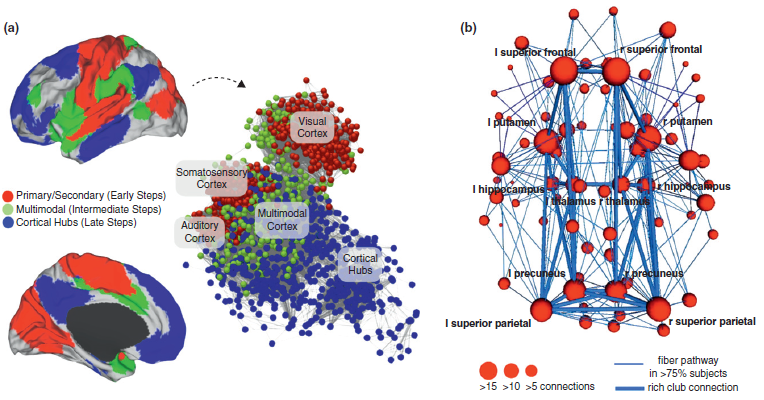 (a)
Visual
Cortex
Somatosensory
Cortex
Primary/Secondary (Early Steps)
Multimodal (Intermediate Steps)
Cortical Hubs (Late Steps)
Auditory
Cortex
Multimodal
Cortex
Cortical
Hubs
(b)
l superior frontal
r superior frontal
l putamen
r putamen
l hippocampus
r hippocampus
l thalamus r thalamus
l precuneus
r precuneus
l superior parietal
r superior parietal
>15 >10 >5 connections
fiber pathway
in >75% subjects
rich club connection